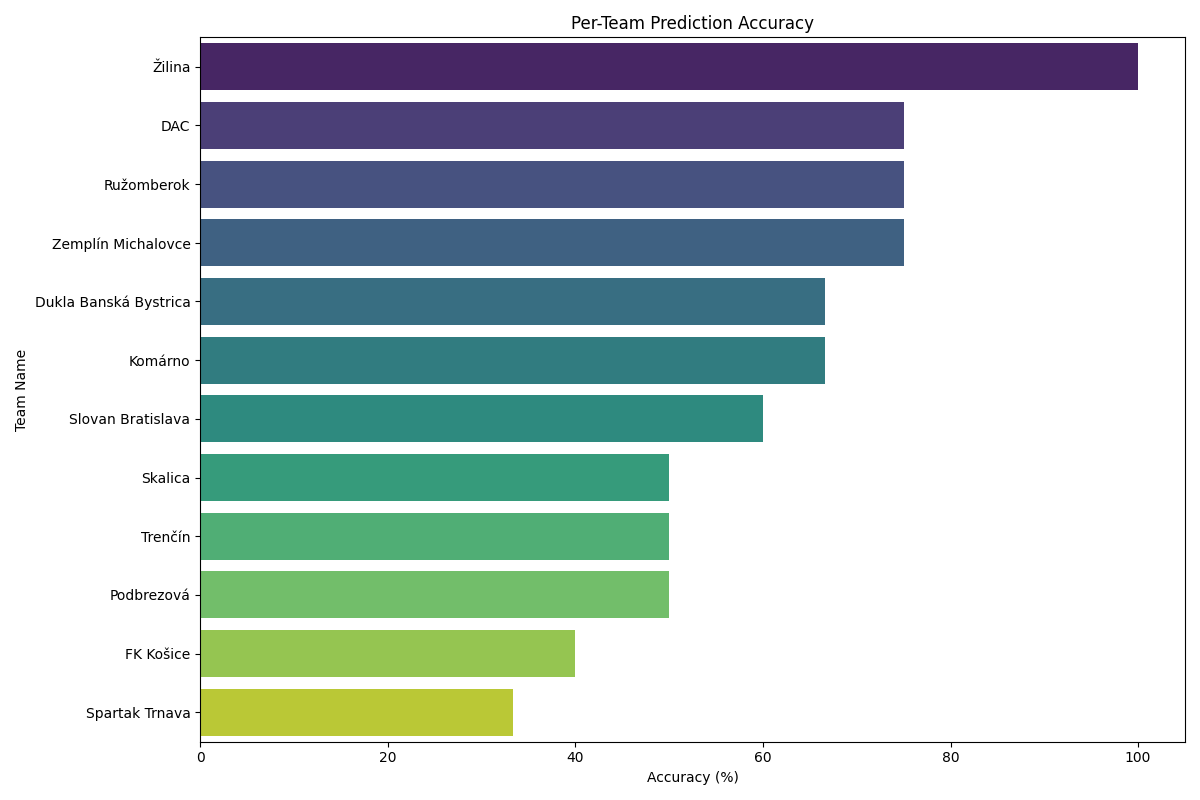 Per-Team Prediction Accuracy
Žilina
DAC
Ružomberok
Zemplín Michalovce
Dukla Banská Bystrica
Komárno
Slovan Bratislava
Skalica
Trenčín
Podbrezová
FK Košice
Spartak Trnava
Team Name
0 20 40 60 80 100
Accuracy (%)